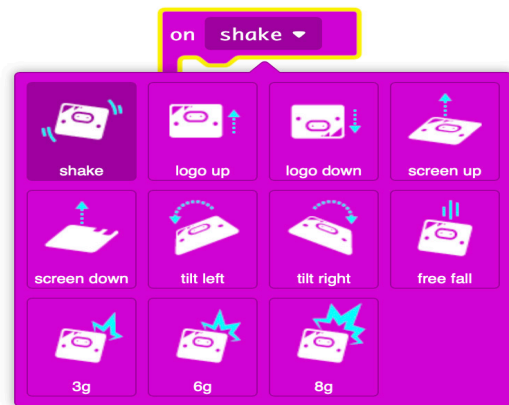 on shake
shake logo up logo down screen up
screen down tilt left tilt right free fall
3g 6g 8g